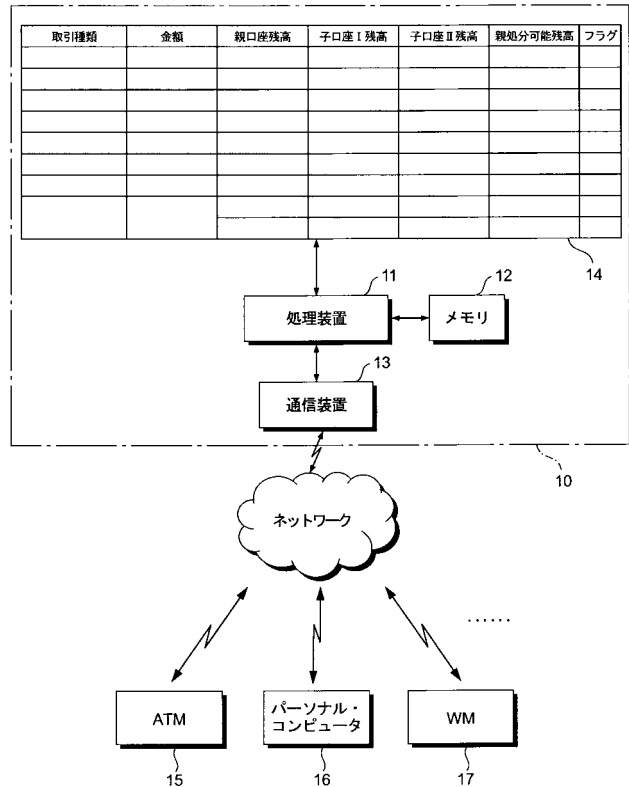 取引種類 金額 親口座残高 子口座Ⅰ残高 子口座Ⅱ残高 親処分可能残高 フラグ
14
11
12
処理装置
メモリ
13
通信装置
10
ネットワーク
......
ATM
パーソナル・
コンピュータ
WM
15
16
17